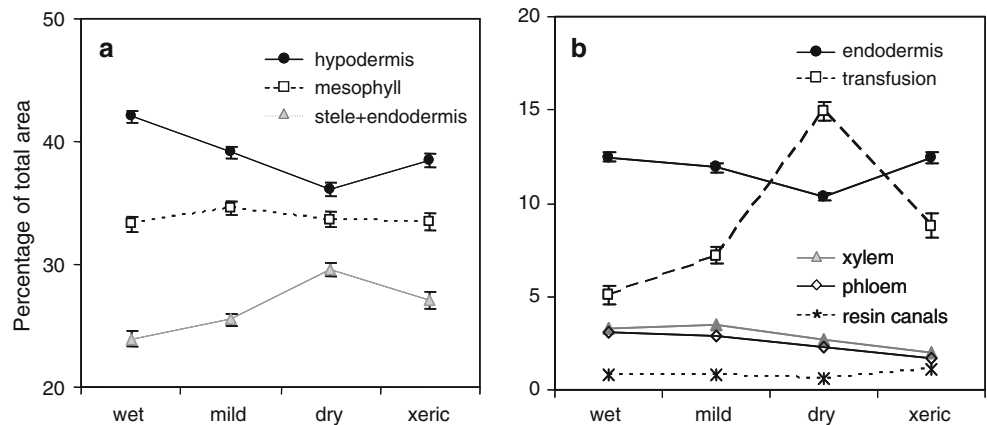 Percentage of total area
a
50
40
30
20
hypodermis
mesophyll
stele+endodermis
wet mild dry xeric
b
20
15
10
5
0
endodermis
transfusion
xylem
phloem
resin canals
wet mild dry xeric